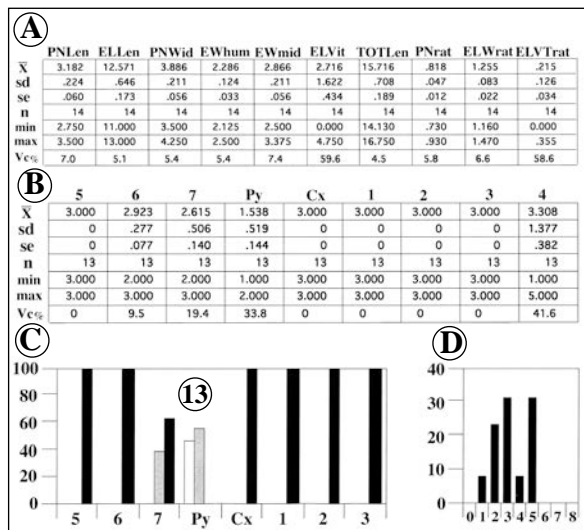 A
PNLen ELLen PNWid EWhum EWmid ELVit TOTLen PNrat ELWrat ELVTrat
X̄ 3.182 12.571 3.886 2.286 2.866 2.716 15.716 .818 1.255 .215
sd .224 .646 .211 .124 .211 1.622 .708 .047 .083 .126
se .060 .173 .056 .033 .056 .434 .189 .012 .022 .034
n 14 14 14 14 14 14 14 14 14 14
min 2.750 11.000 3.500 2.125 2.500 0.000 14.130 .730 1.160 0.000
max 3.500 13.000 4.250 2.500 3.375 4.750 16.750 .930 1.470 .355
Vc% 7.0 5.1 5.4 5.4 7.4 59.6 4.5 5.8 6.6 58.6
B
5 6 7 Py Cx 1 2 3 4
X̄ 3.000 2.923 2.615 1.538 3.000 3.000 3.000 3.000 3.308
sd 0 .277 .506 .519 0 0 0 0 1.377
se 0 .077 .140 .144 0 0 0 0 .382
n 13 13 13 13 13 13 13 13 13
min 3.000 2.000 2.000 1.000 3.000 3.000 3.000 3.000 1.000
max 3.000 3.000 3.000 2.000 3.000 3.000 3.000 3.000 5.000
Vc% 0 9.5 19.4 33.8 0 0 0 0 41.6
C
13
100
80
60
40
20
0
5 6 7 Py Cx 1 2 3
D
40
30
20
10
0
0 1 2 3 4 5 6 7 8